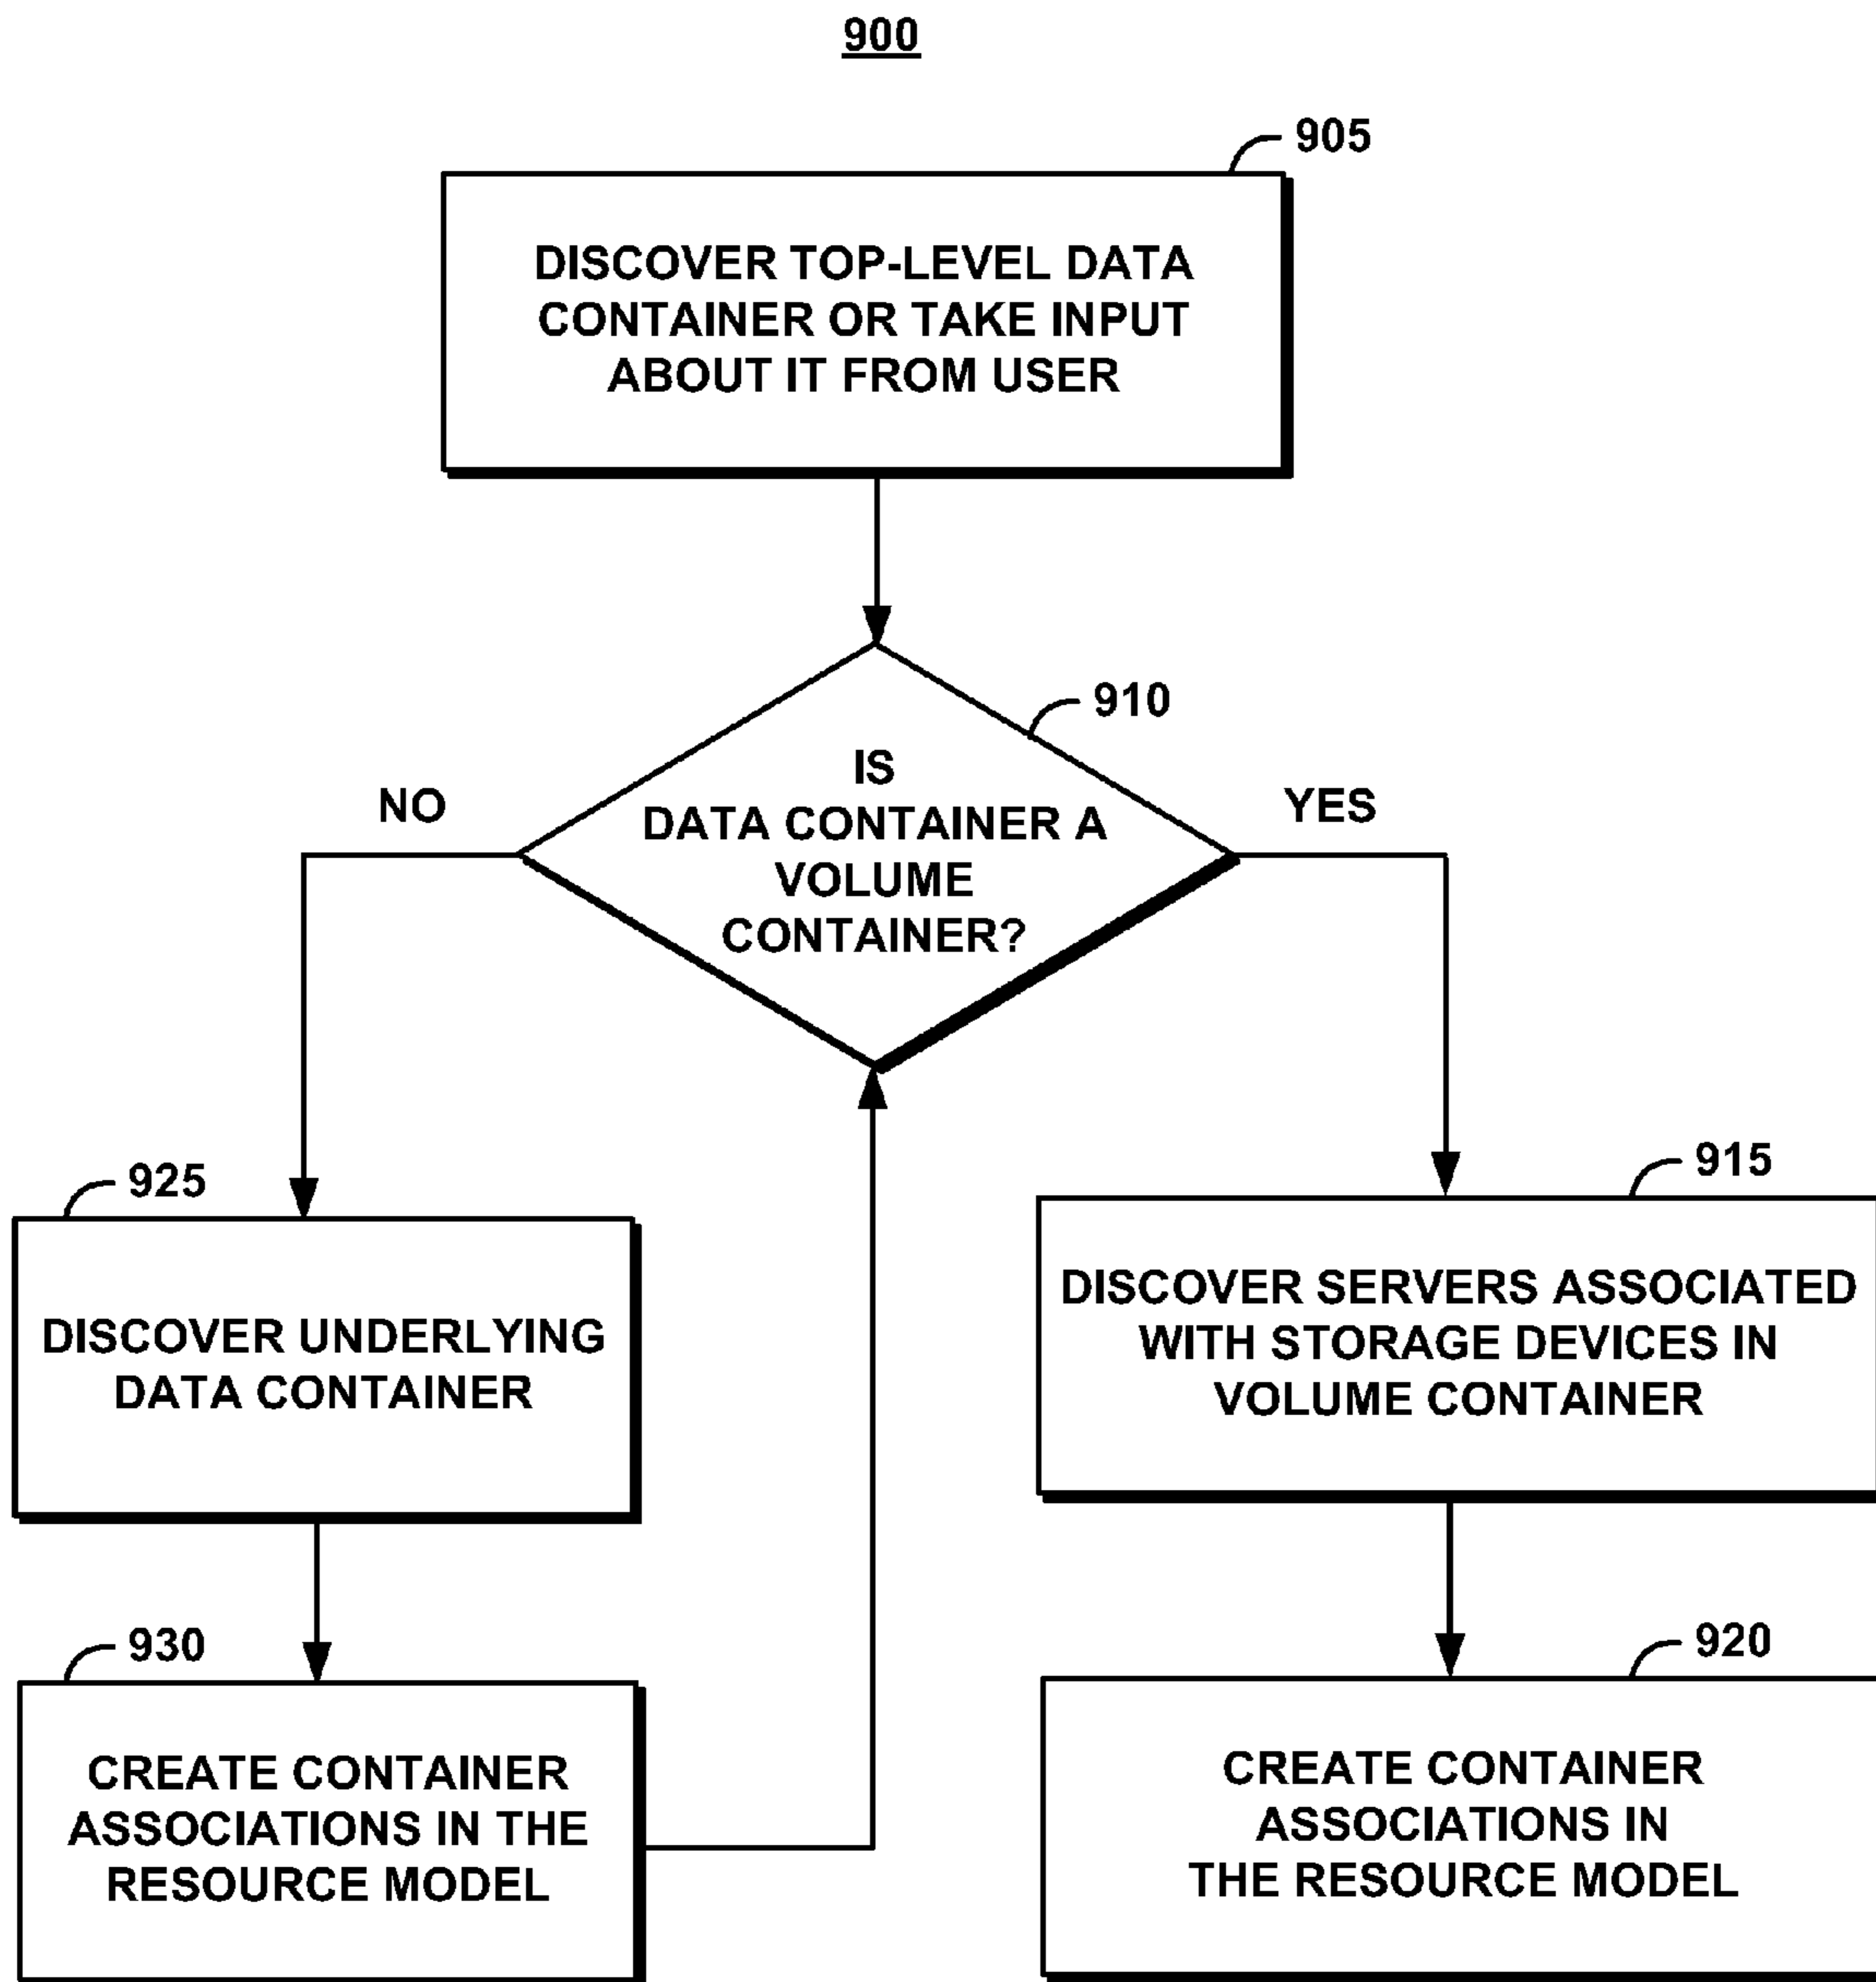 900
905
DISCOVER TOP-LEVEL DATA
CONTAINER OR TAKE INPUT
ABOUT IT FROM USER
910
IS
DATA CONTAINER A
VOLUME
CONTAINER?
NO
YES
925
DISCOVER UNDERLYING
DATA CONTAINER
915
DISCOVER SERVERS ASSOCIATED
WITH STORAGE DEVICES IN
VOLUME CONTAINER
930
CREATE CONTAINER
ASSOCIATIONS IN THE
RESOURCE MODEL
920
CREATE CONTAINER
ASSOCIATIONS IN
THE RESOURCE MODEL